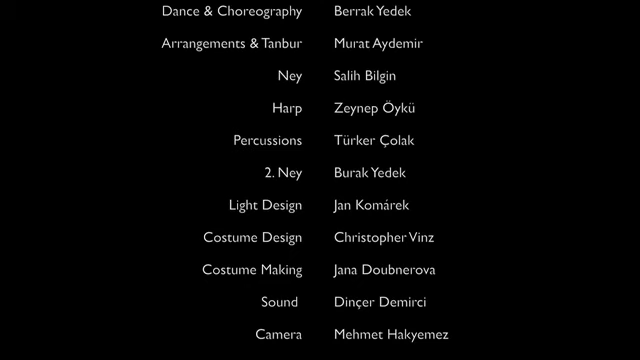 Dance & Choreography Berrak Yedek
Arrangements & Tanbur Murat Aydemir
Ney Salih Bilgin
Harp Zeynep Öykü
Percussions Türker Çolak
2. Ney Burak Yedek
Light Design Jan Komárek
Costume Design Christopher Vinz
Costume Making Jana Doubnerova
Sound Dinçer Demirci
Camera Mehmet Hakyemez